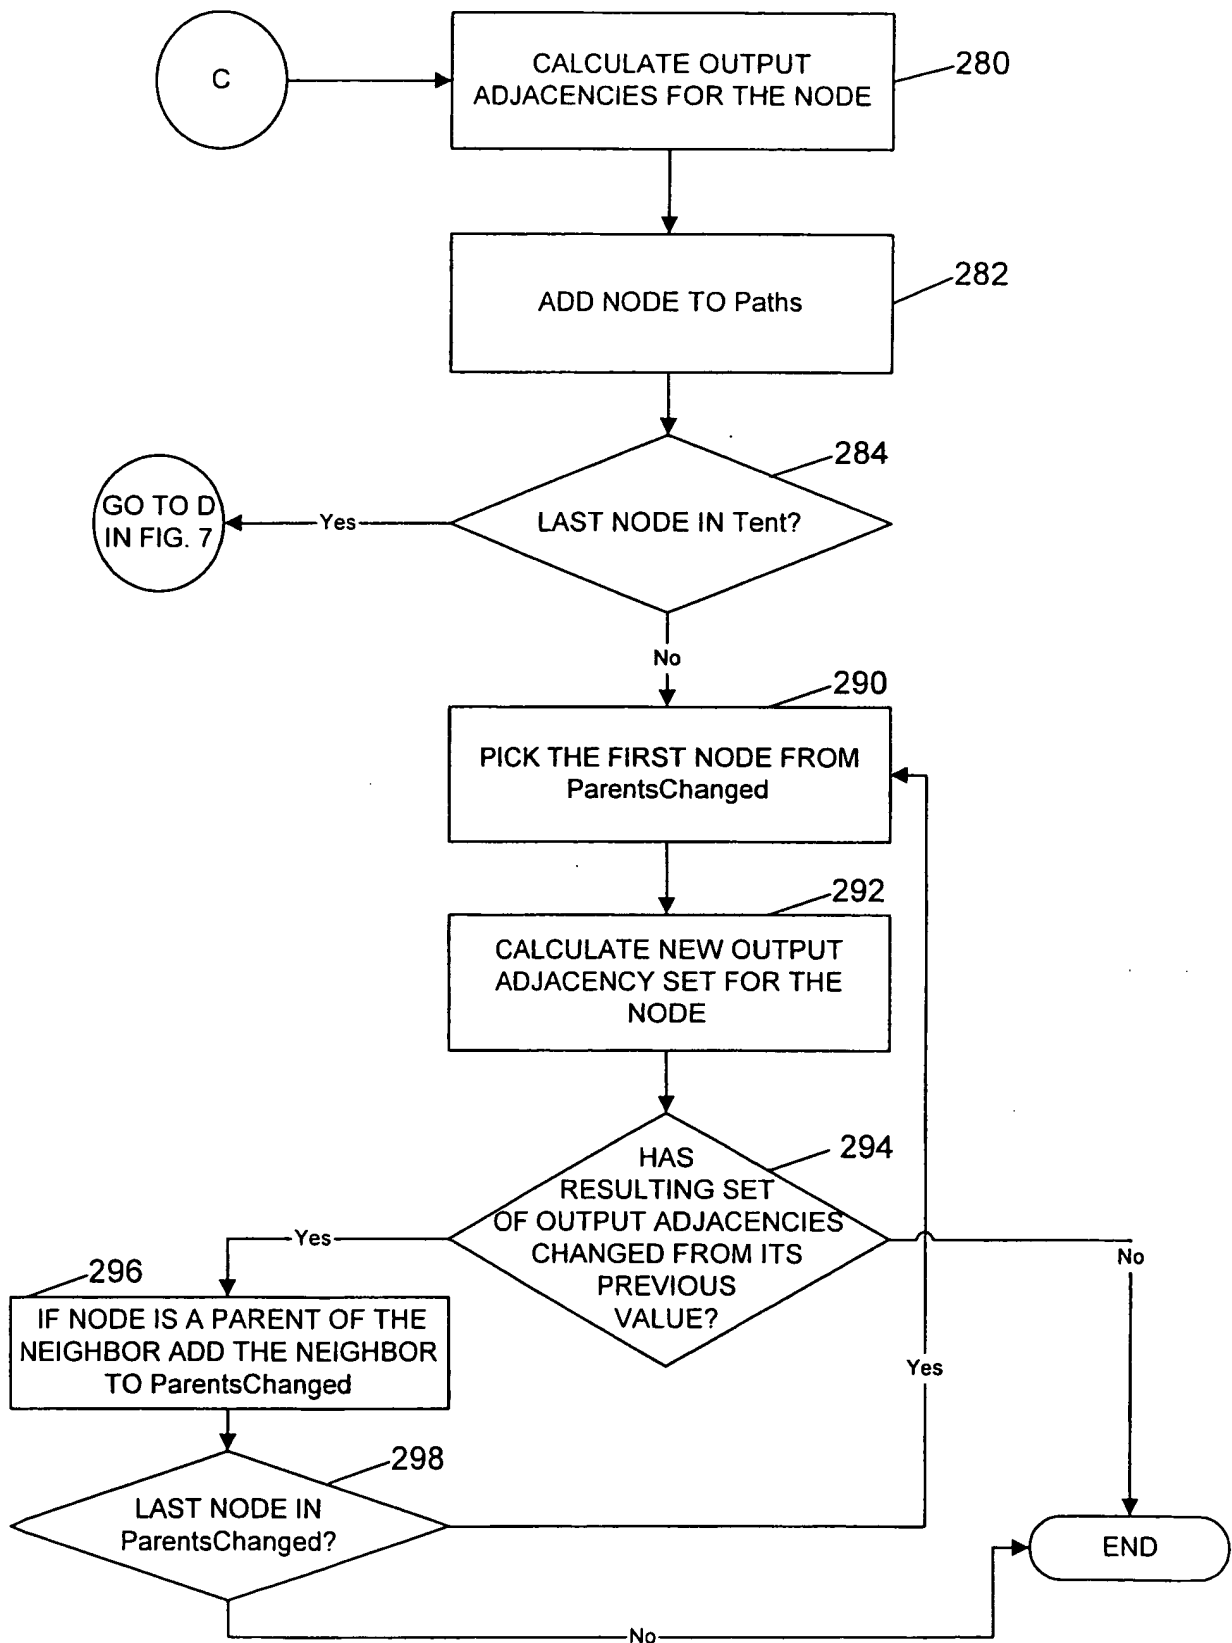 C
CALCULATE OUTPUT
ADJACENCIES FOR THE NODE
280
ADD NODE TO Paths
282
284
LAST NODE IN Tent?
Yes
GO TO D
IN FIG. 7
No
290
PICK THE FIRST NODE FROM
ParentsChanged
292
CALCULATE NEW OUTPUT
ADJACENCY SET FOR THE
NODE
294
HAS
RESULTING SET
OF OUTPUT ADJACENCIES
CHANGED FROM ITS
PREVIOUS
VALUE?
Yes
No
296
IF NODE IS A PARENT OF THE
NEIGHBOR ADD THE NEIGHBOR
TO ParentsChanged
Yes
298
LAST NODE IN
ParentsChanged?
END
No